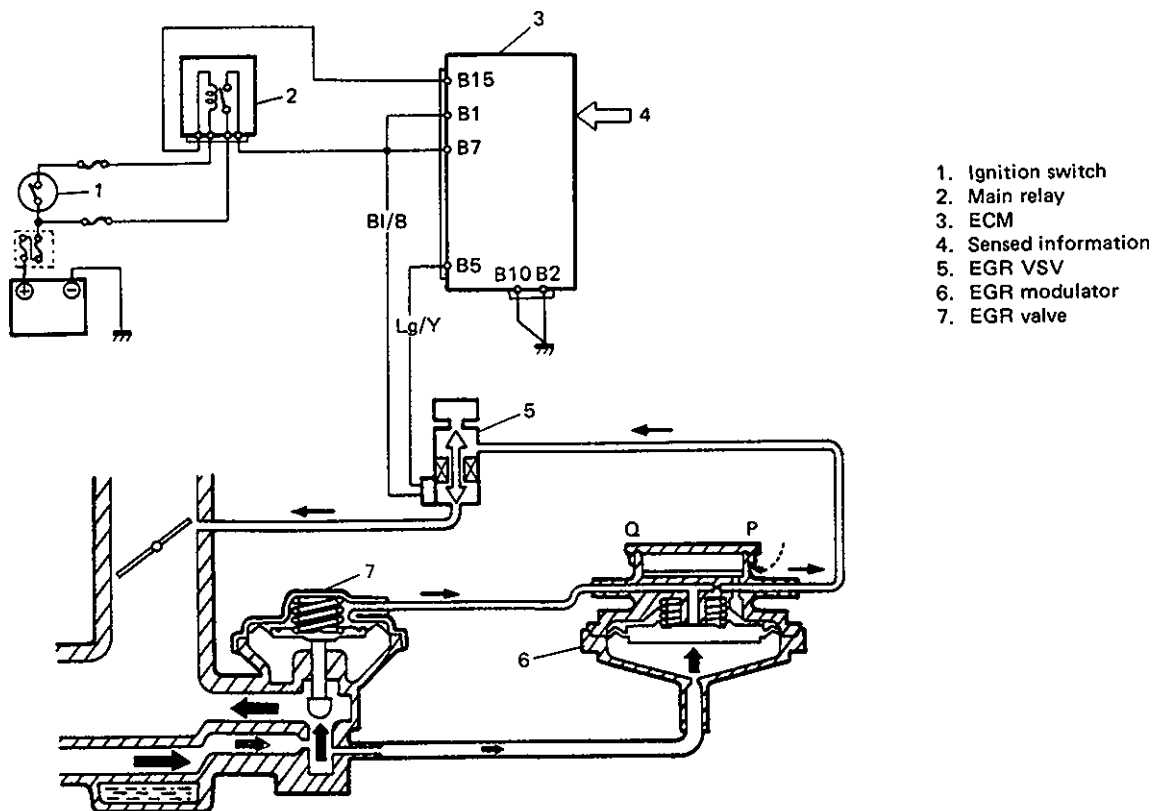 3
B15
2
B1
4
B7
1
Bl/B
B5
B10 B2
Lg/Y
5
Q P
7
6
1. Ignition switch
2. Main relay
3. ECM
4. Sensed information
5. EGR VSV
6. EGR modulator
7. EGR valve